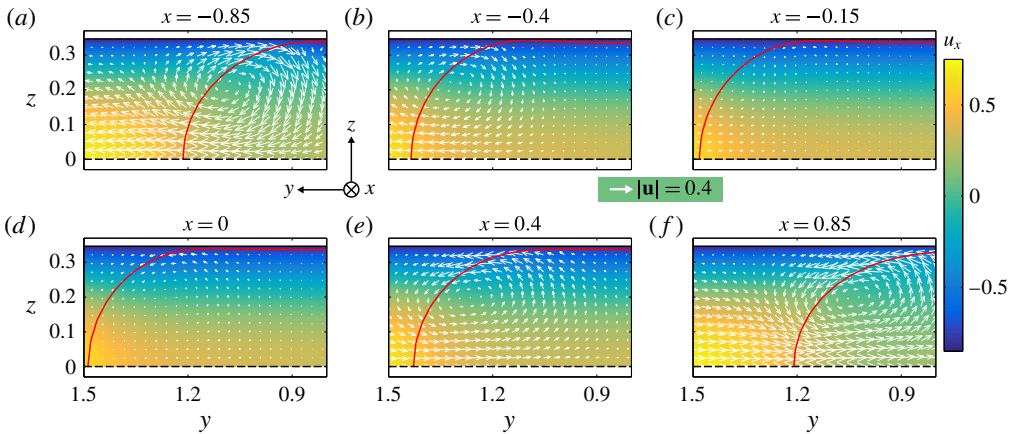 (a) x = −0.85 (b) x = −0.4 (c) x = −0.15
u_x
0.3
0.2
0.1
0
z
0.5
0
−0.5
z
y x
|u| = 0.4
(d) x = 0 (e) x = 0.4 (f) x = 0.85
0.3
0.2
0.1
0
z
1.5 1.2 0.9 1.5 1.2 0.9 1.5 1.2 0.9
y y y